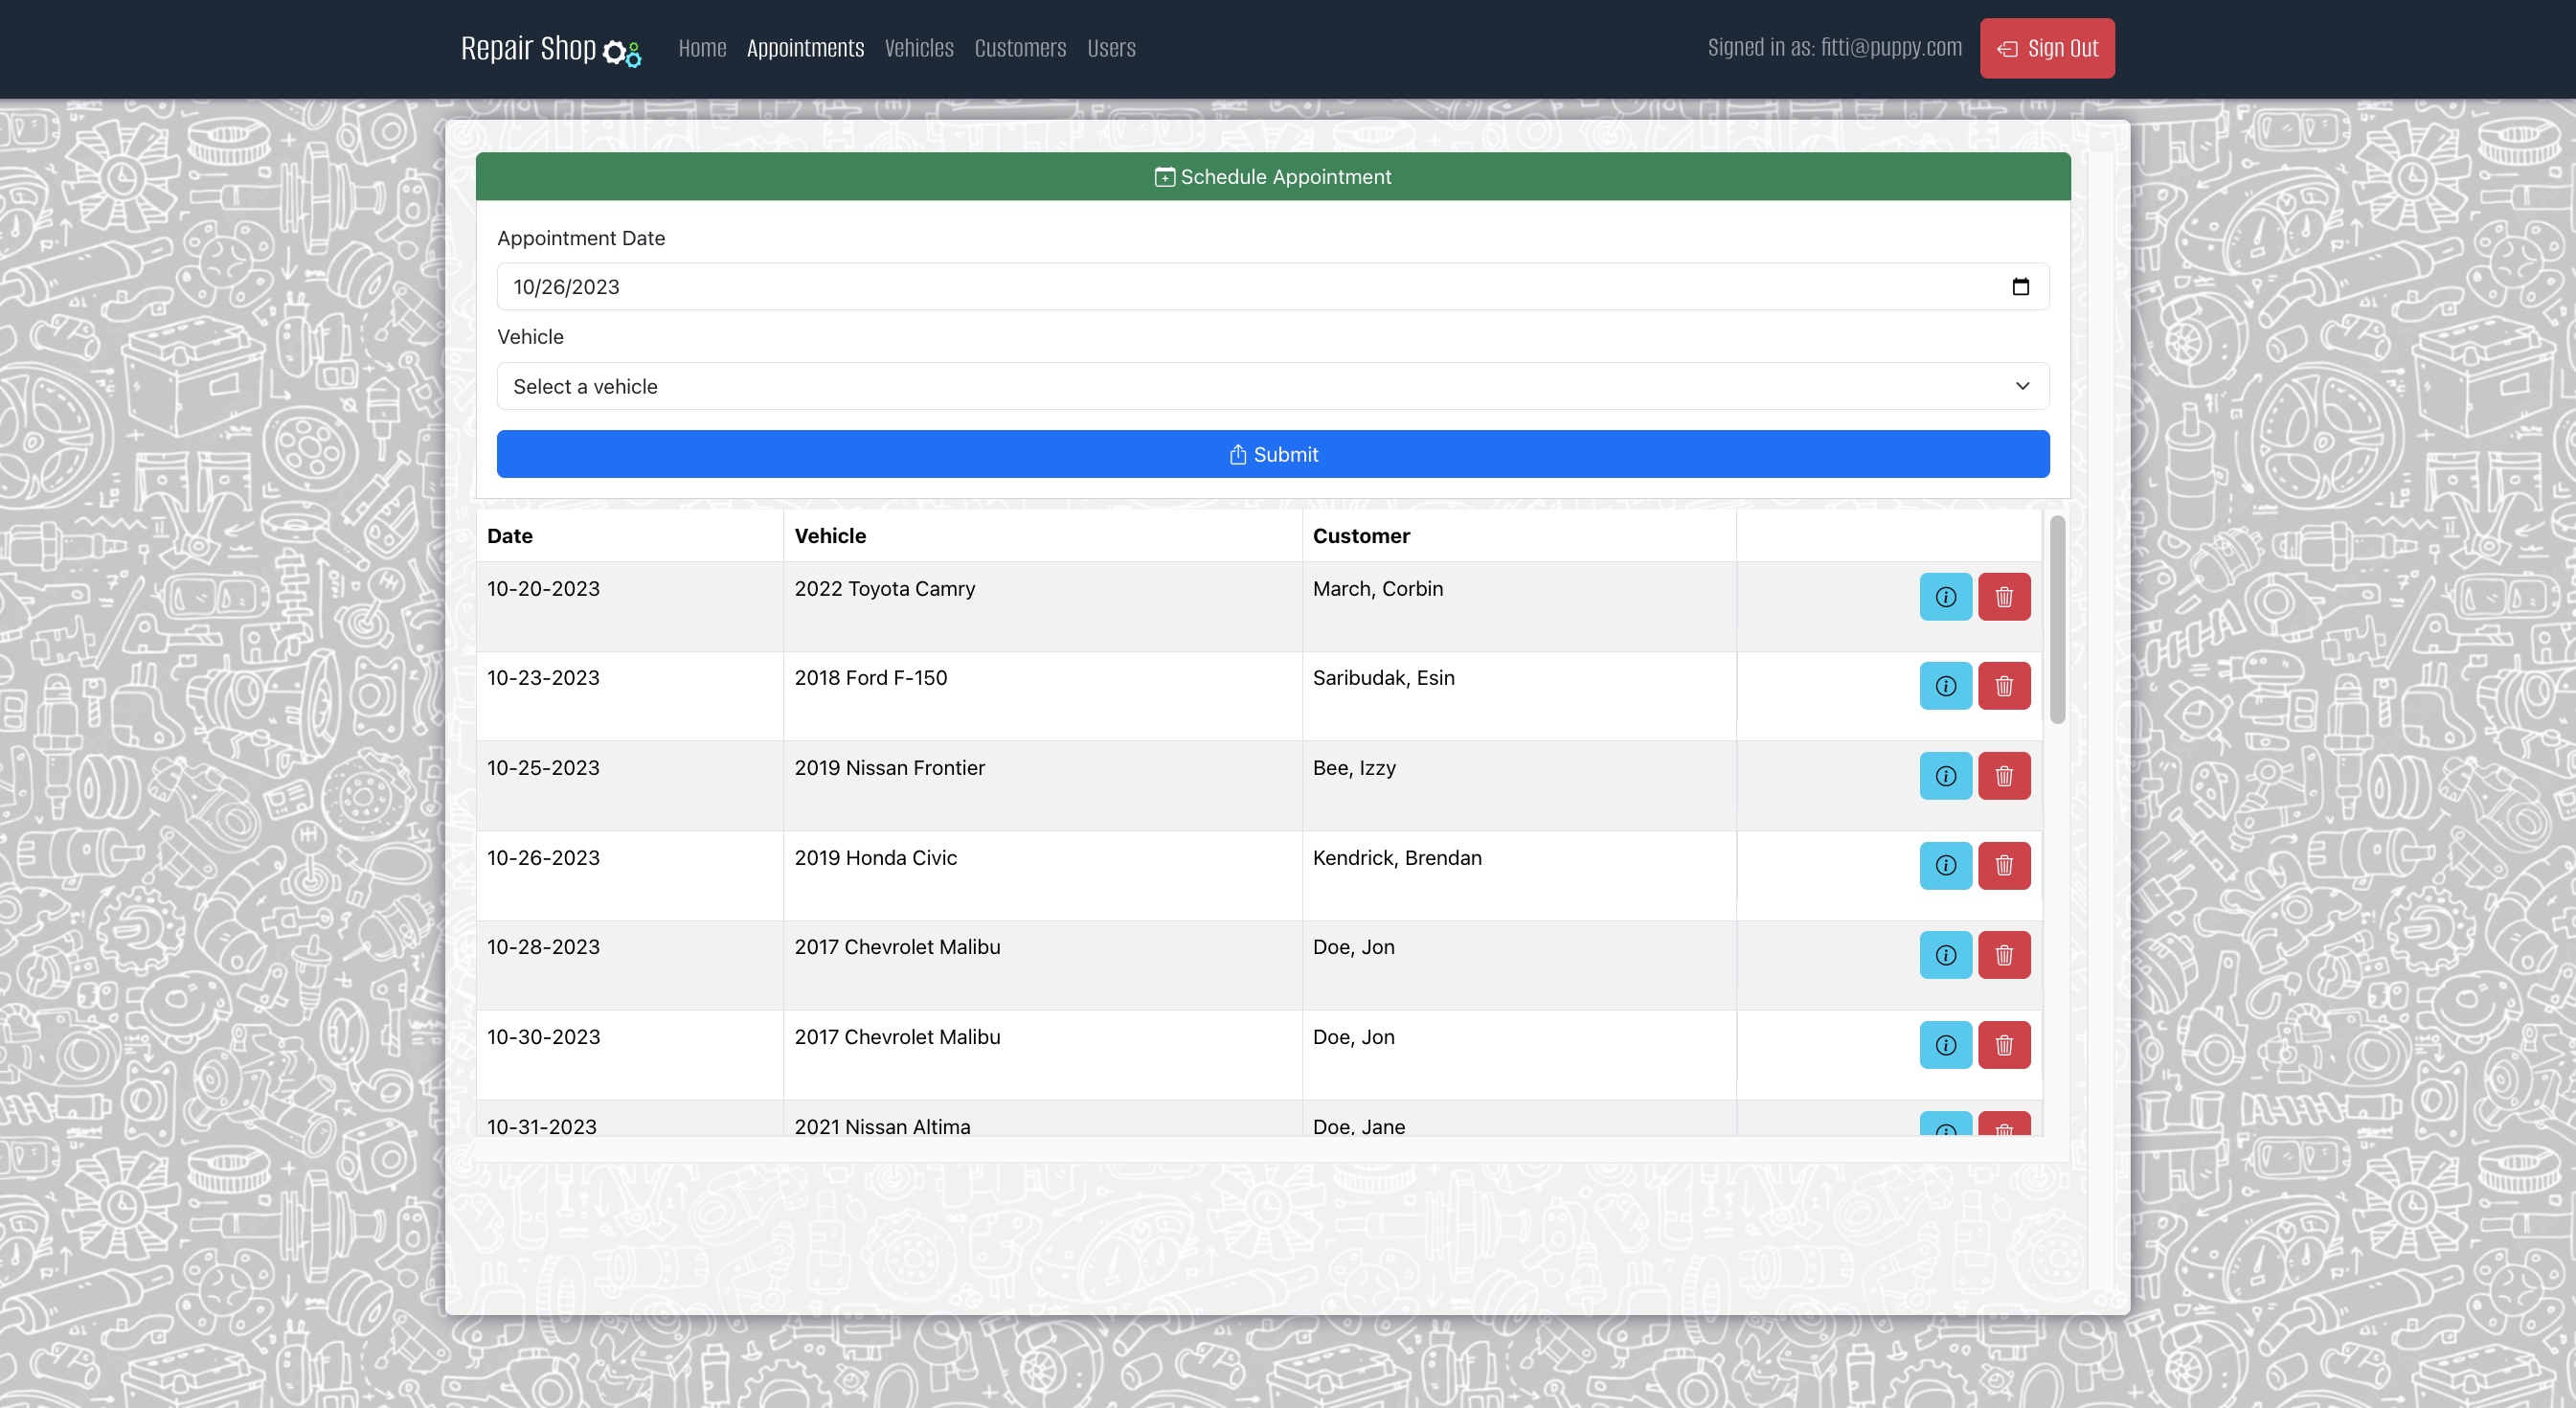 Repair Shop Home Appointments Vehicles Customers Users Signed in as: fitti@puppy.com Sign Out
Schedule Appointment
Appointment Date
10/26/2023
Vehicle
Select a vehicle
Submit
Date Vehicle Customer
10-20-2023 2022 Toyota Camry March, Corbin
10-23-2023 2018 Ford F-150 Saribudak, Esin
10-25-2023 2019 Nissan Frontier Bee, Izzy
10-26-2023 2019 Honda Civic Kendrick, Brendan
10-28-2023 2017 Chevrolet Malibu Doe, Jon
10-30-2023 2017 Chevrolet Malibu Doe, Jon
10-31-2023 2021 Nissan Altima Doe, Jane